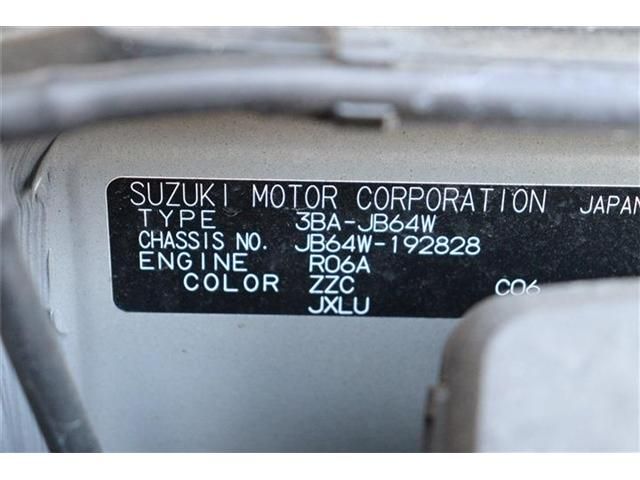 SUZUKI MOTOR CORPORATION JAPAN
TYPE 3BA-JB64W
CHASSIS NO. JB64W-192828
ENGINE R06A
COLOR ZZC C06
JXLU